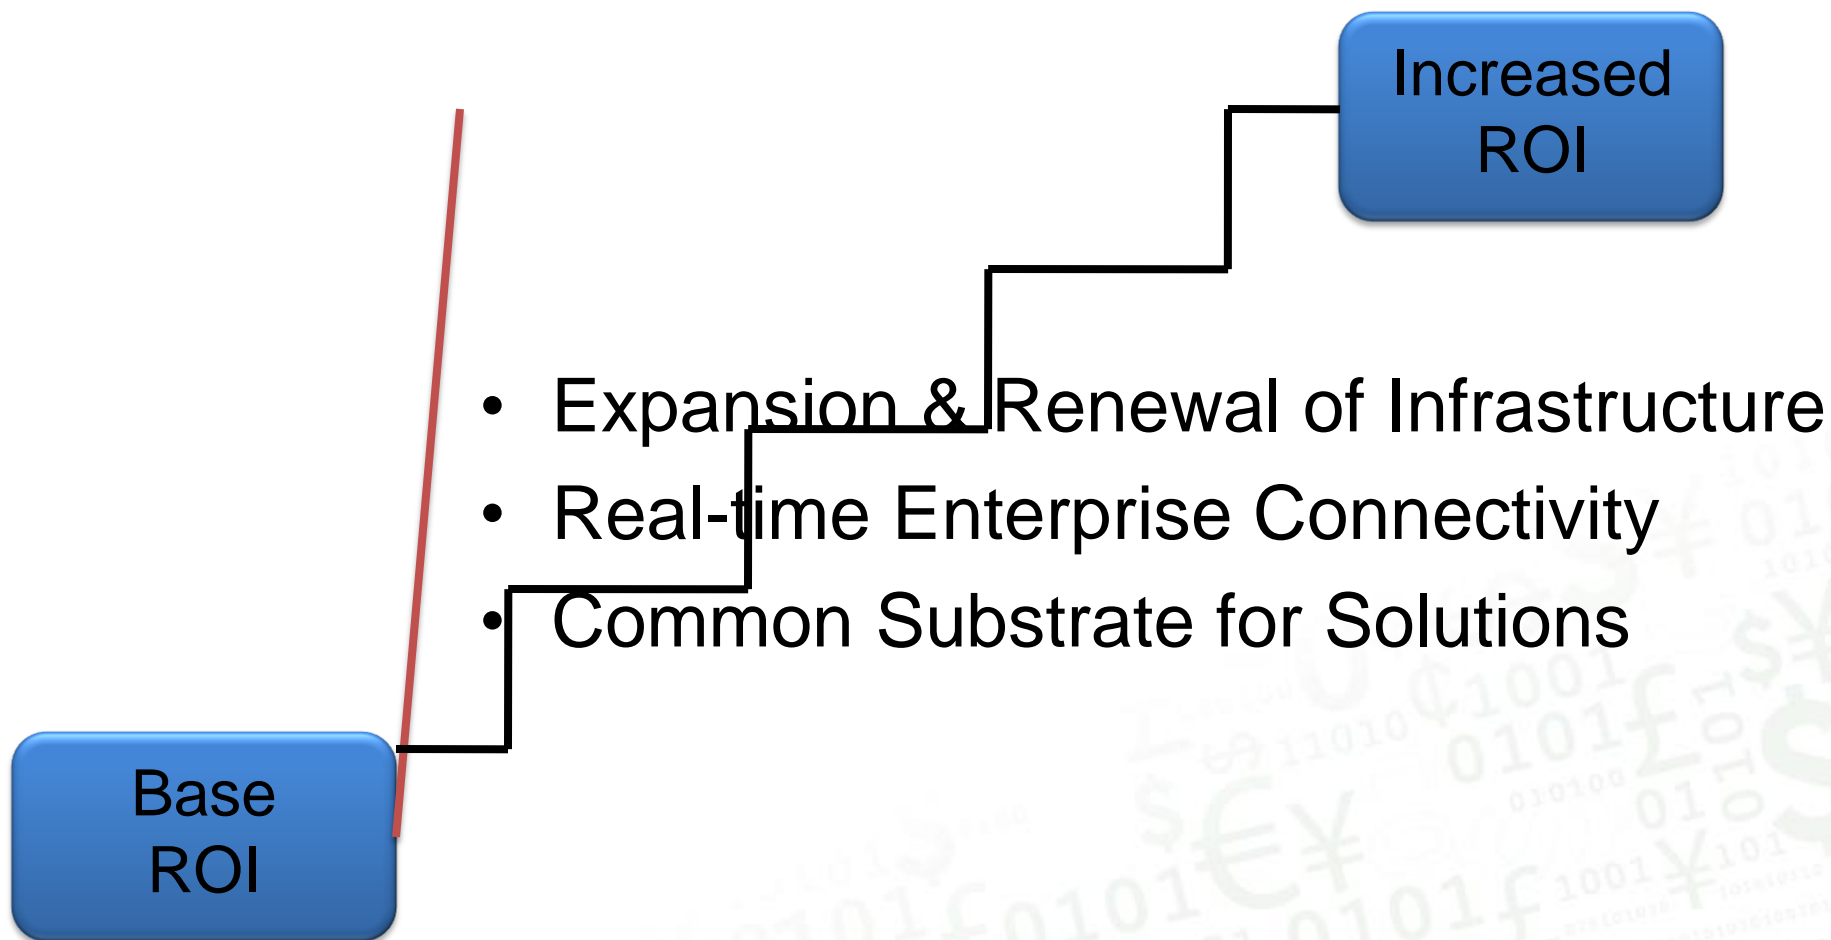 Increased
ROI
• Expansion & Renewal of Infrastructure
• Real-time Enterprise Connectivity
• Common Substrate for Solutions
Base
ROI